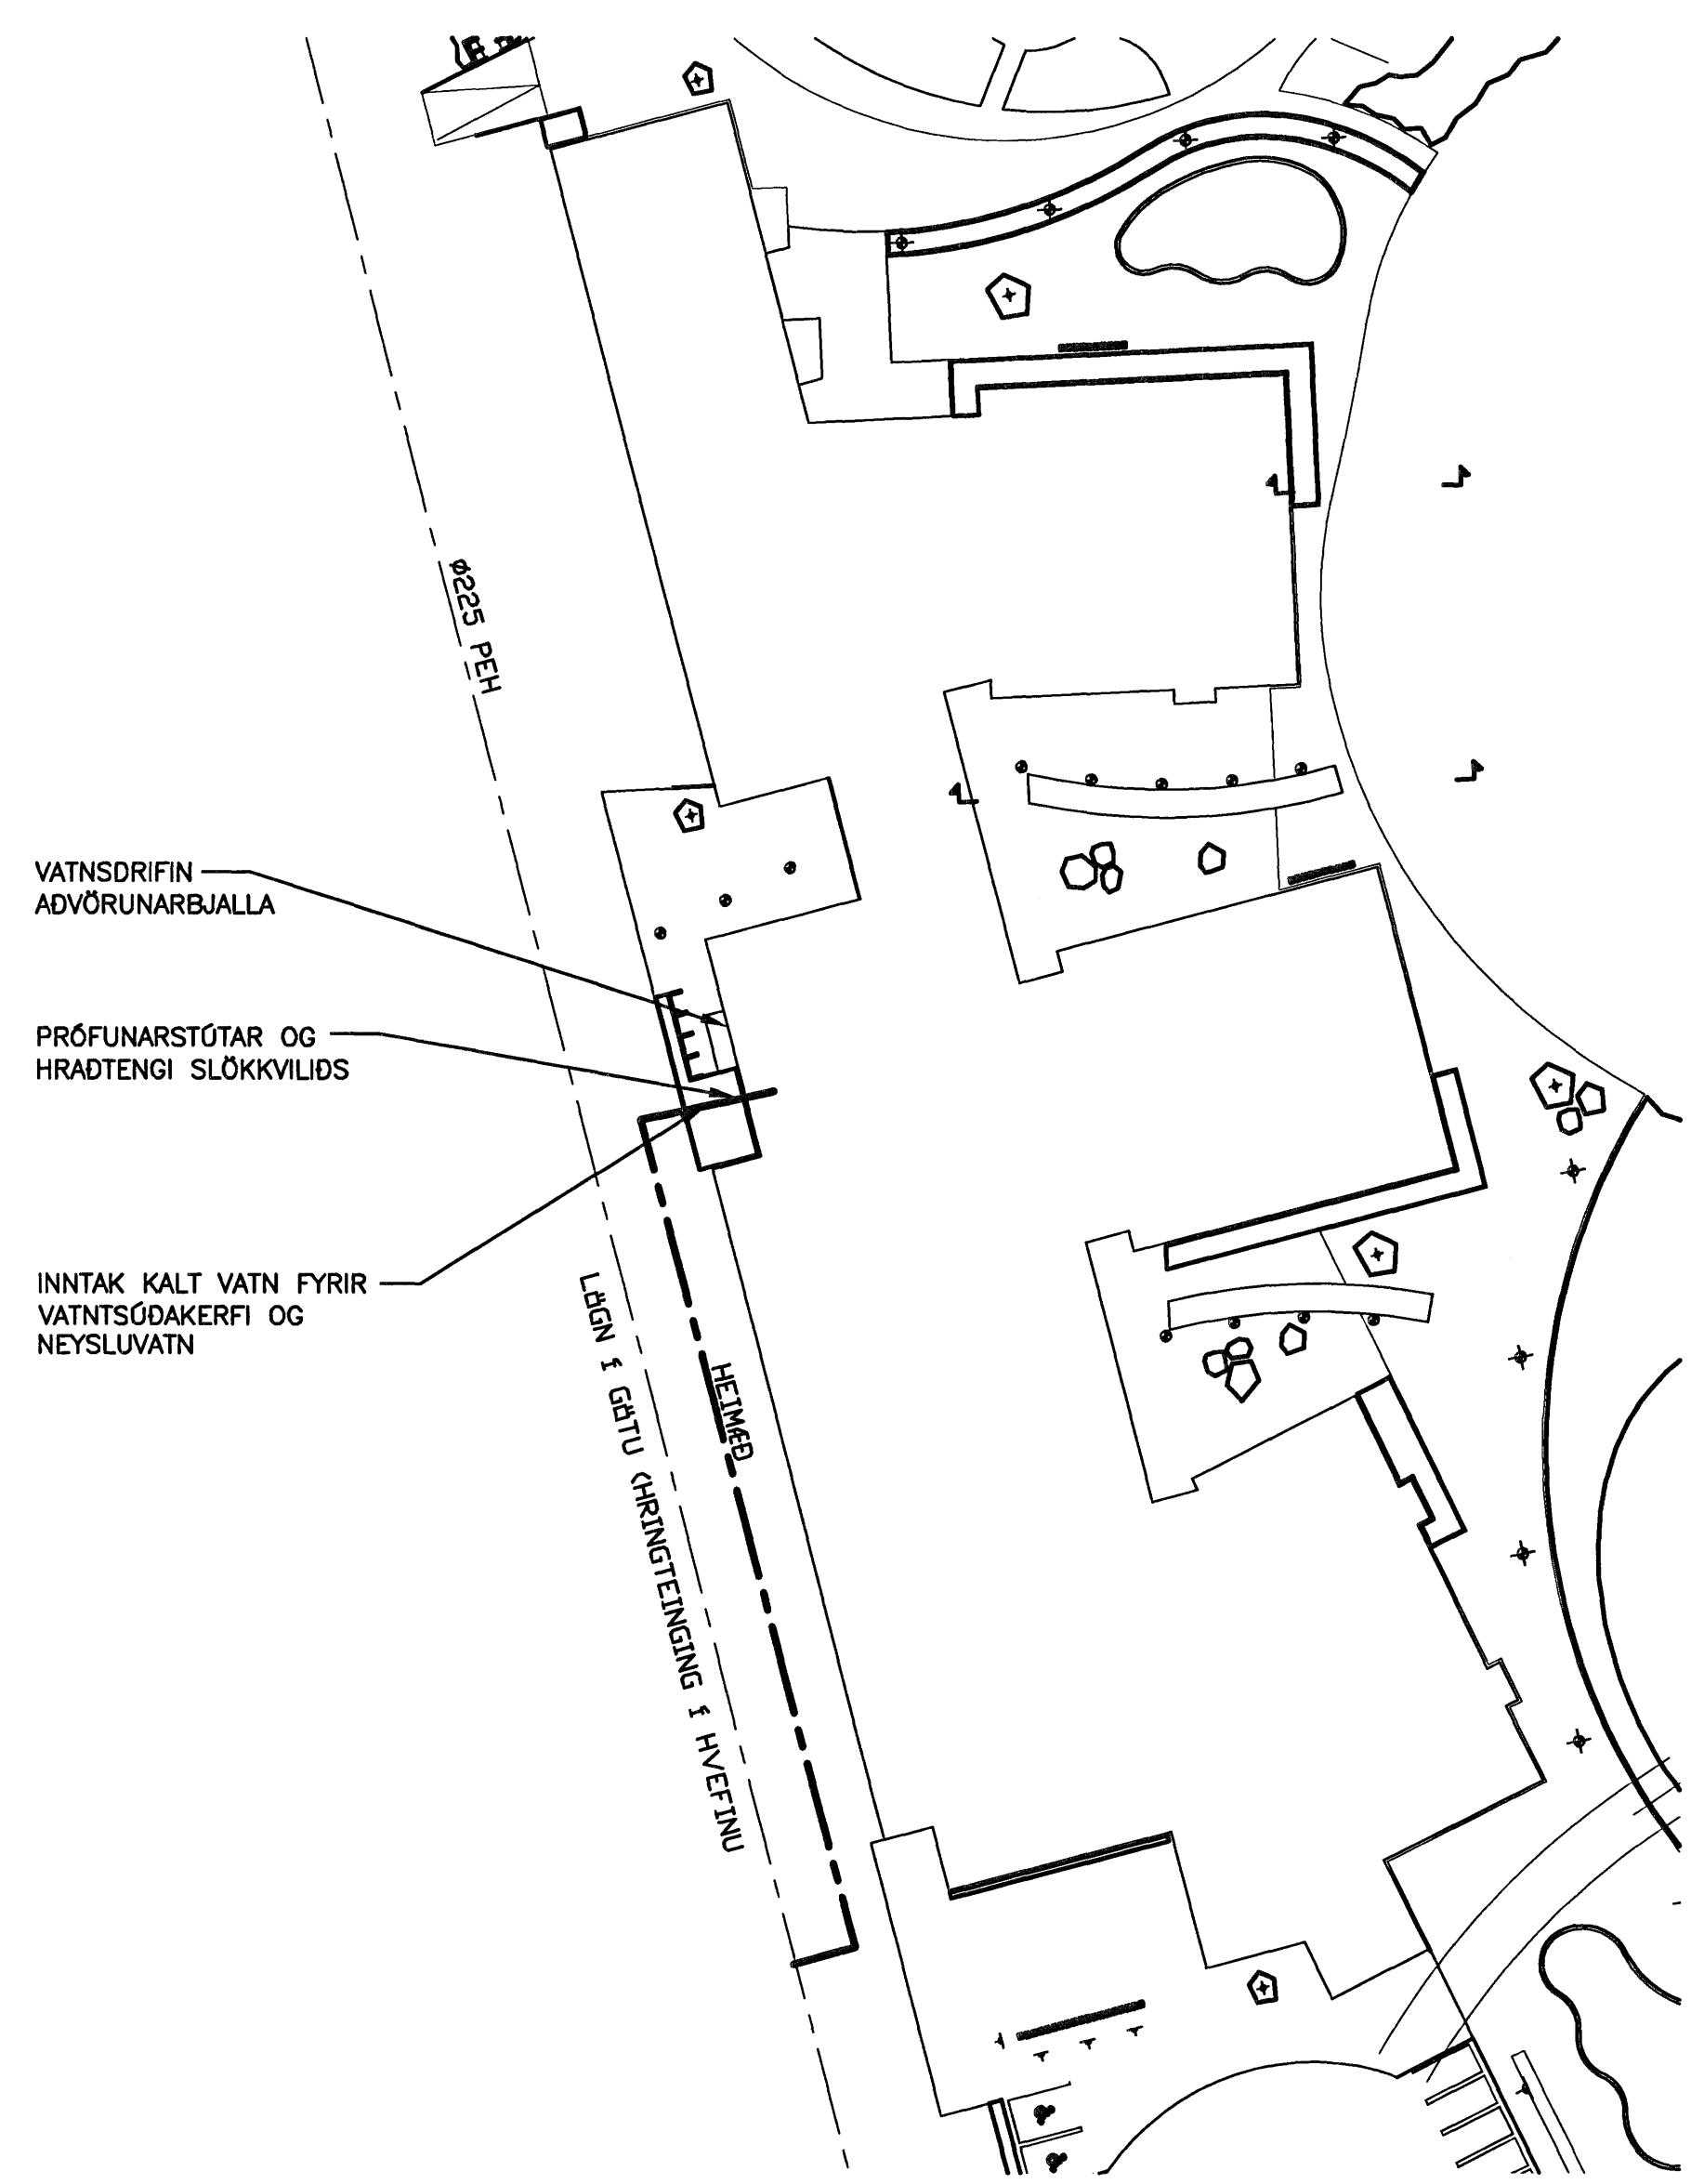 ø225 PEH
VATNSDRIFIN
AÐVÖRUNARBJALLA
PRÓFUNARSTÚTAR OG
HRAÐTENGI SLÖKKVILIÐS
INNTAK KALT VATN FYRIR
VATNTSÚÐAKERFI OG
NEYSLUVATN
LÖGN Í GÖTU (HRINGTEINGING Í HVEFINU
HEIMÆÐ